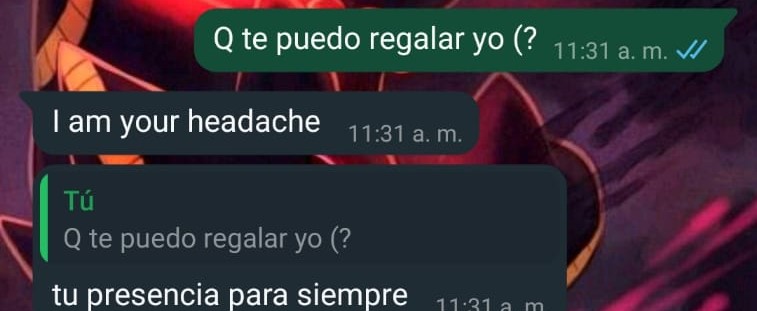 Q te puedo regalar yo (? 11:31 a. m.
I am your headache 11:31 a. m.
Tú
Q te puedo regalar yo (?
tu presencia para siempre 11:31 a. m.